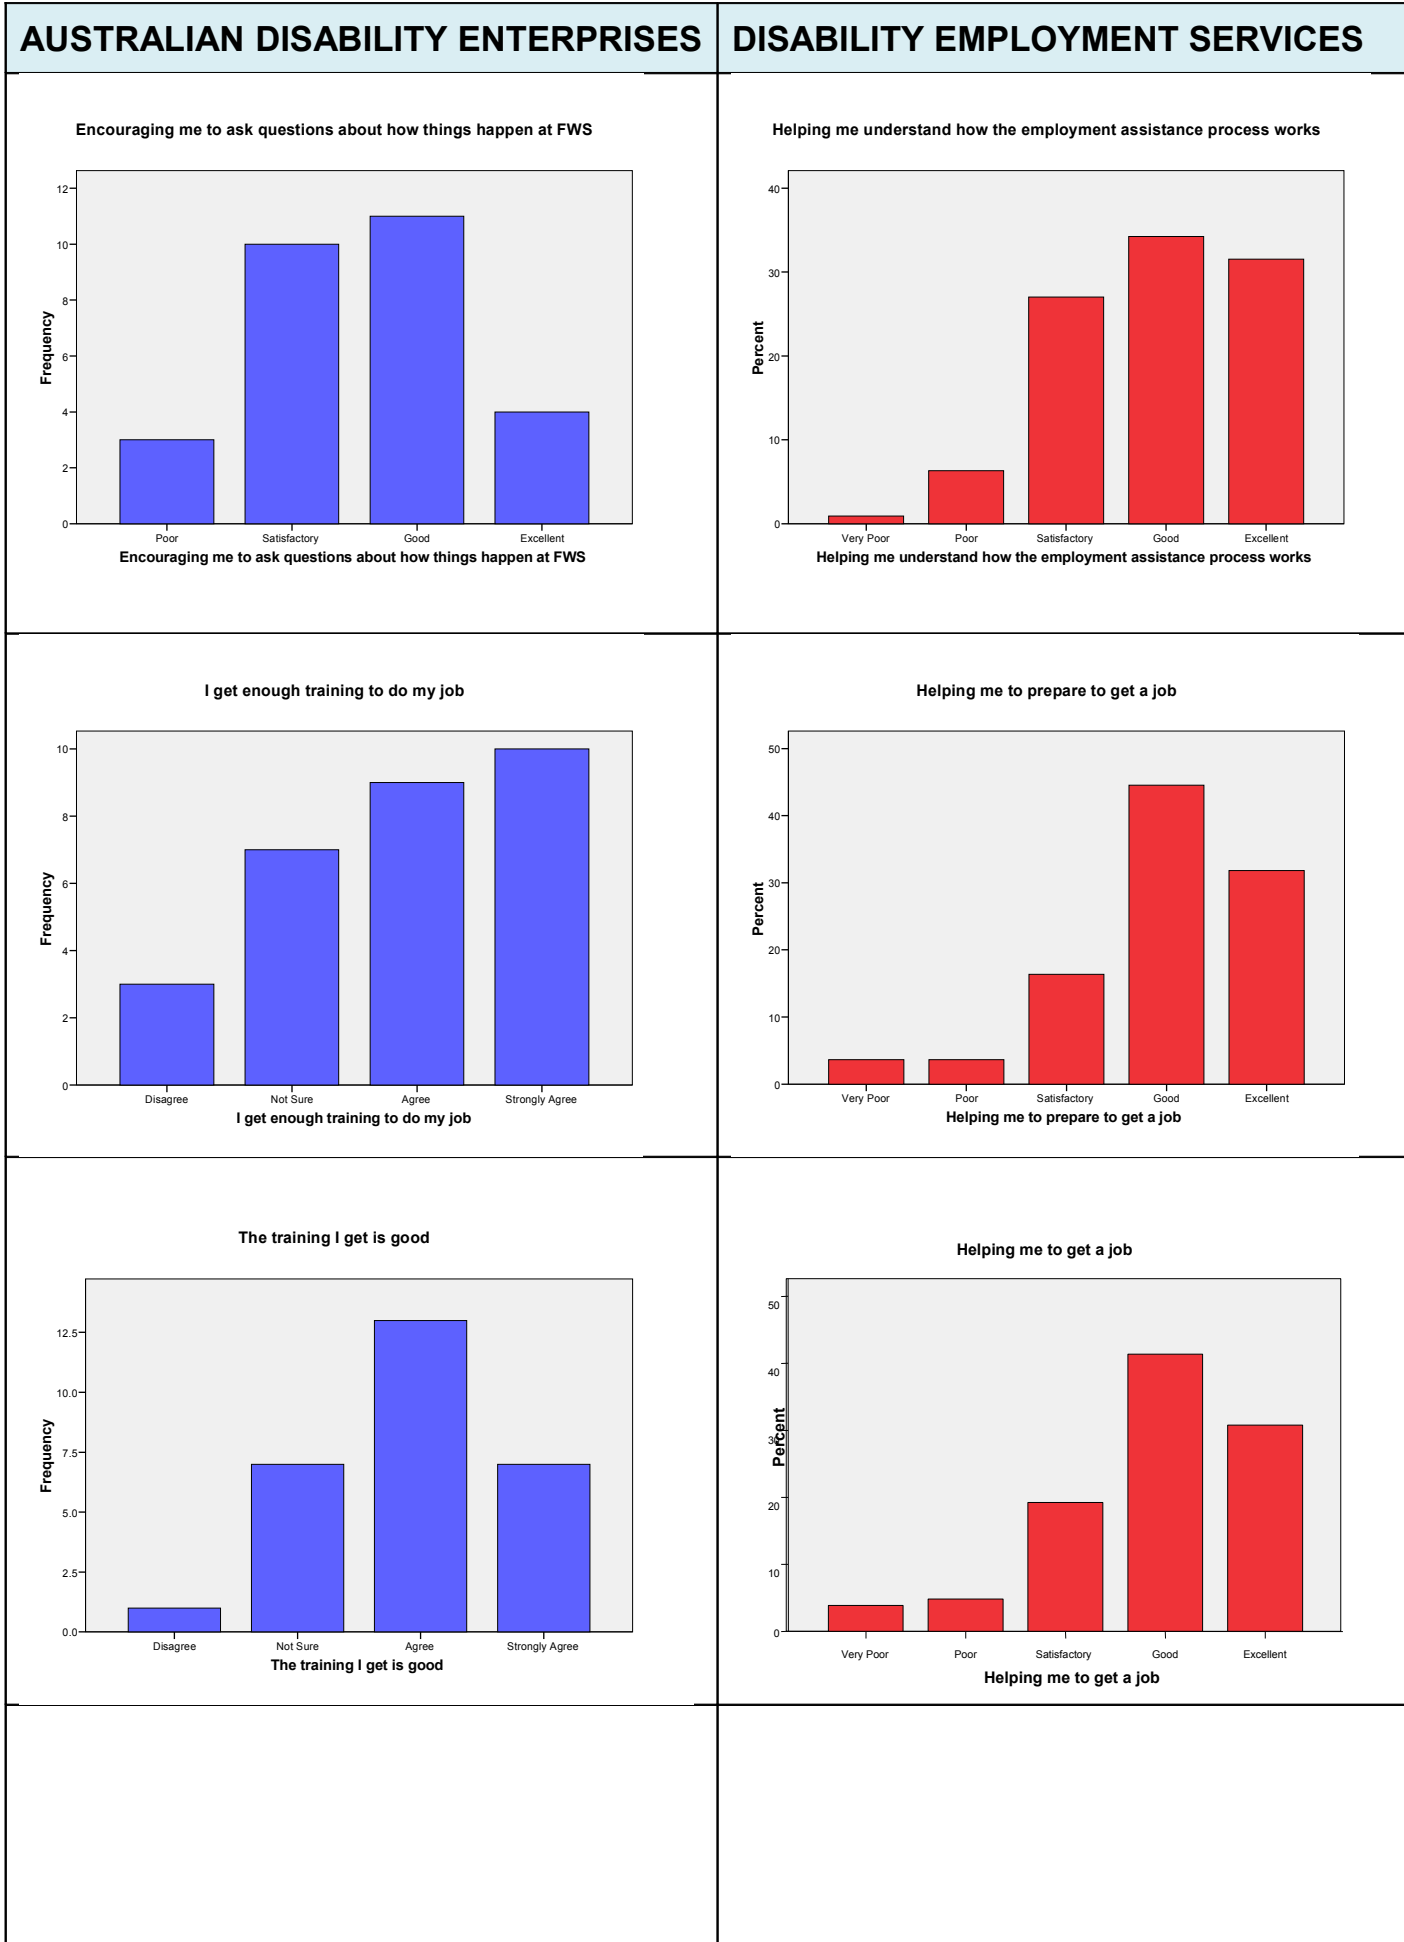 AUSTRALIAN DISABILITY ENTERPRISES
DISABILITY EMPLOYMENT SERVICES
Encouraging me to ask questions about how things happen at FWS
12
10
8
6
4
2
0
Frequency
Poor
Satisfactory
Good
Excellent
Encouraging me to ask questions about how things happen at FWS
Helping me understand how the employment assistance process works
40
30
20
10
0
Percent
Very Poor
Poor
Satisfactory
Good
Excellent
Helping me understand how the employment assistance process works
I get enough training to do my job
10
8
6
4
2
0
Frequency
Disagree
Not Sure
Agree
Strongly Agree
I get enough training to do my job
Helping me to prepare to get a job
50
40
30
20
10
0
Percent
Very Poor
Poor
Satisfactory
Good
Excellent
Helping me to prepare to get a job
The training I get is good
12.5
10.0
7.5
5.0
2.5
0.0
Frequency
Disagree
Not Sure
Agree
Strongly Agree
The training I get is good
Helping me to get a job
50
40
30
20
10
0
Percent
Very Poor
Poor
Satisfactory
Good
Excellent
Helping me to get a job